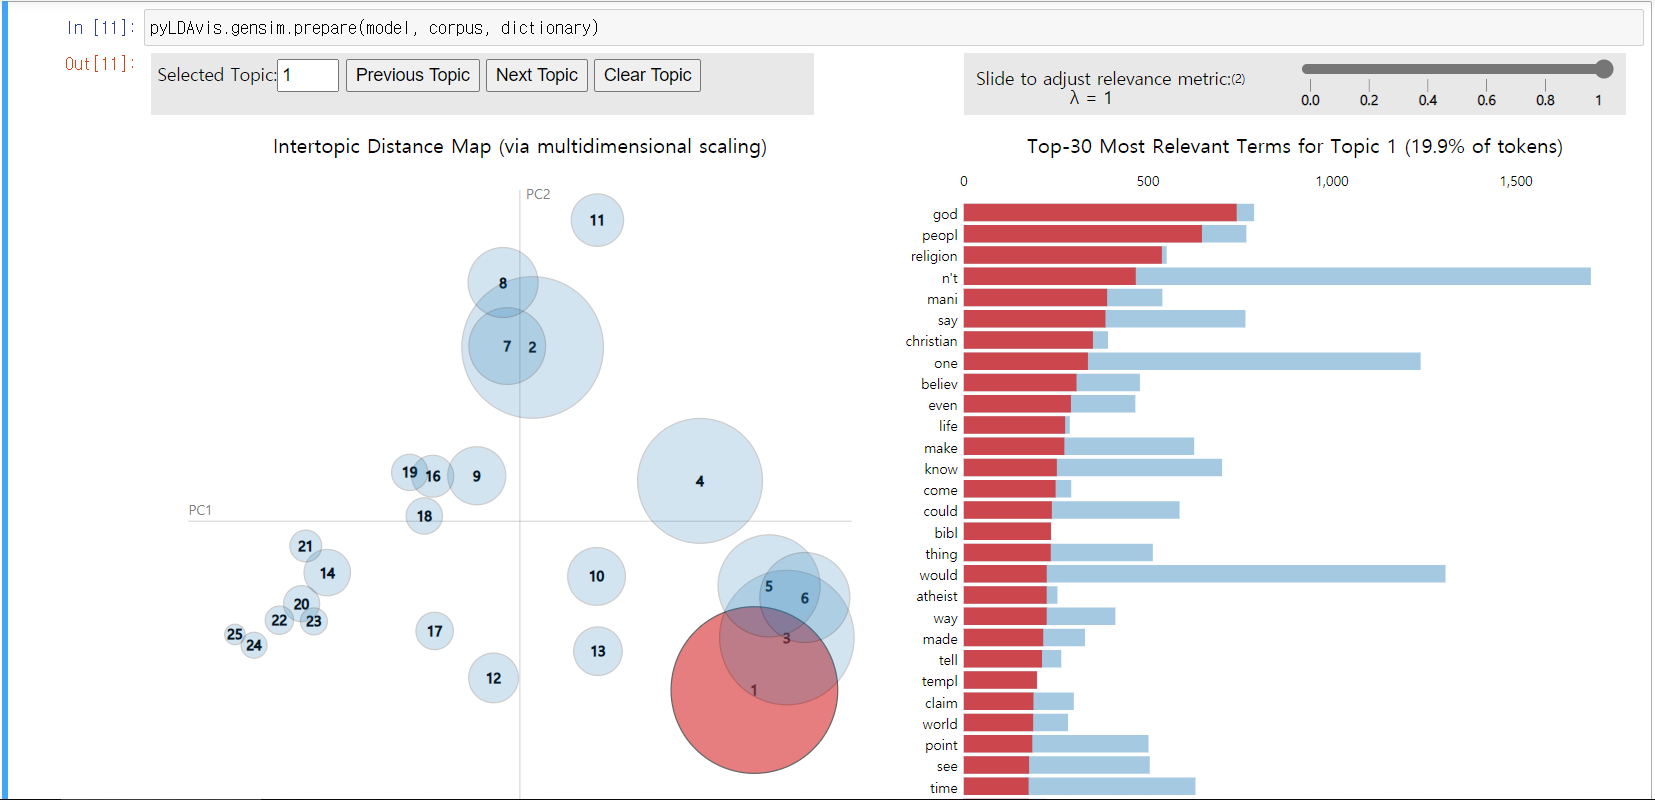 In [11]: pyLDAvis.gensim.prepare(model, corpus, dictionary)
Out[11]:
Selected Topic: 1 Previous Topic Next Topic Clear Topic
Slide to adjust relevance metric:(2)
λ = 1
0.0 0.2 0.4 0.6 0.8 1
Intertopic Distance Map (via multidimensional scaling)
PC2
11
8
7 2
19 16 9
4
18
PC1
21
14
10
5
6
20
22 23
25
24
17
3
13
12
1
Top-30 Most Relevant Terms for Topic 1 (19.9% of tokens)
0 500 1,000 1,500
god
peopl
religion
n't
mani
say
christian
one
believ
even
life
make
know
come
could
bibl
thing
would
atheist
way
made
tell
templ
claim
world
point
see
time